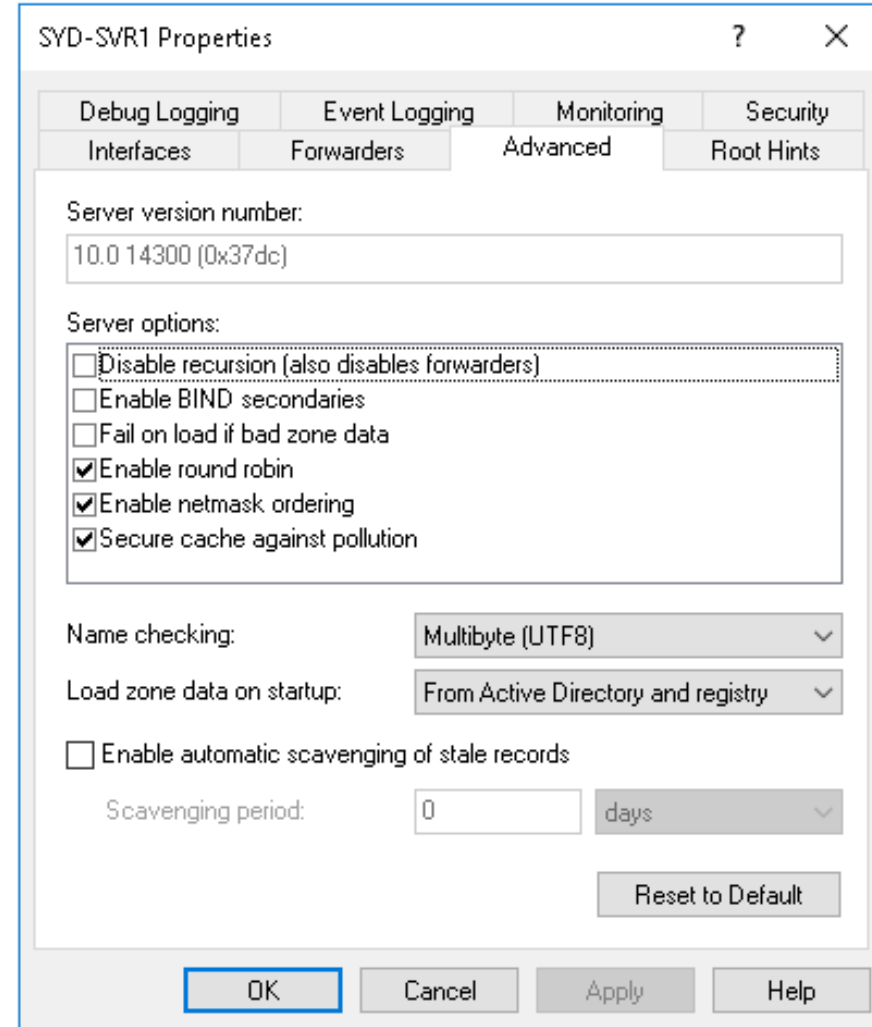 SYD-SVR1 Properties ?
Debug Logging Event Logging Monitoring Security
Interfaces Forwarders Advanced Root Hints
Server version number:
10.0 14300 (0x37dc)
Server options:
Disable recursion (also disables forwarders)
Enable BIND secondaries
Fail on load if bad zone data
Enable round robin
Enable netmask ordering
Secure cache against pollution
Name checking: Multibyte (UTF8)
Load zone data on startup: From Active Directory and registry
Enable automatic scavenging of stale records
Scavenging period: 0 days
Reset to Default
OK Cancel Apply Help